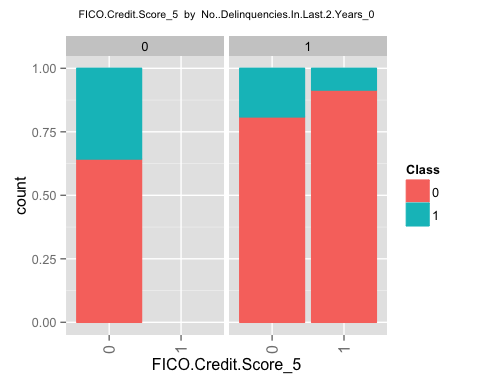 FICO.Credit.Score_5 by No..Delinquencies.In.Last.2.Years_0
0 1
1.00
0.75
0.50
0.25
0.00
count
0 1 0 1
FICO.Credit.Score_5
Class
0
1